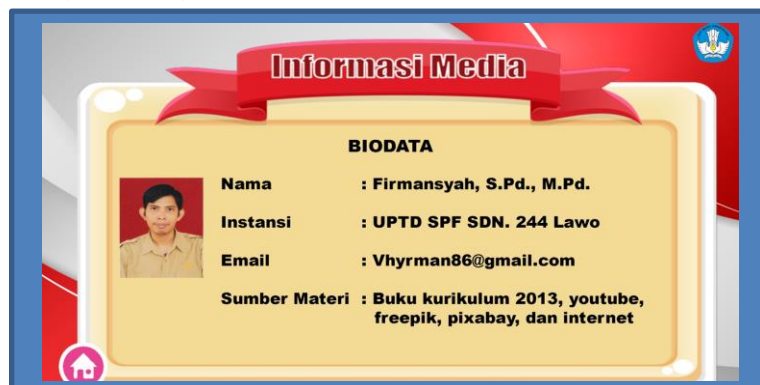 Informasi Media
BIODATA
Nama : Firmansyah, S.Pd., M.Pd.
Instansi : UPTD SPF SDN. 244 Lawo
Email : Vhyrman86@gmail.com
Sumber Materi : Buku kurikulum 2013, youtube,
freepik, pixabay, dan internet